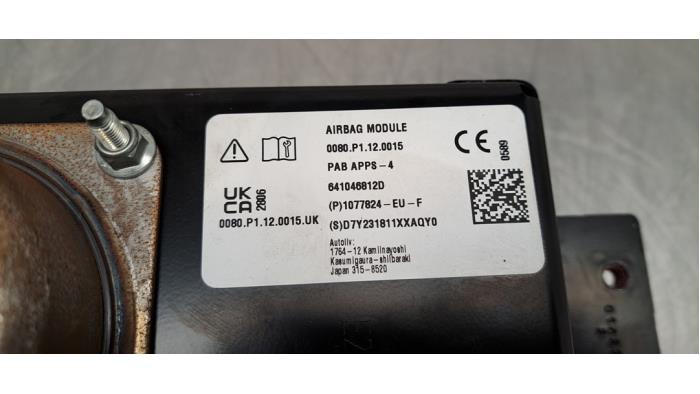 AIRBAG MODULE
0080.P1.12.0015
PAB APPS-4
641046812D
(P)1077824-EU-F
(S)D7Y231811XXAQY0
Autoliv:
1764-12 Kamiinayoshi
Kasumigaura-shiIbaraki
Japan 315-8520
UK
CA
2806
0080.P1.12.0015.UK
CE
0589